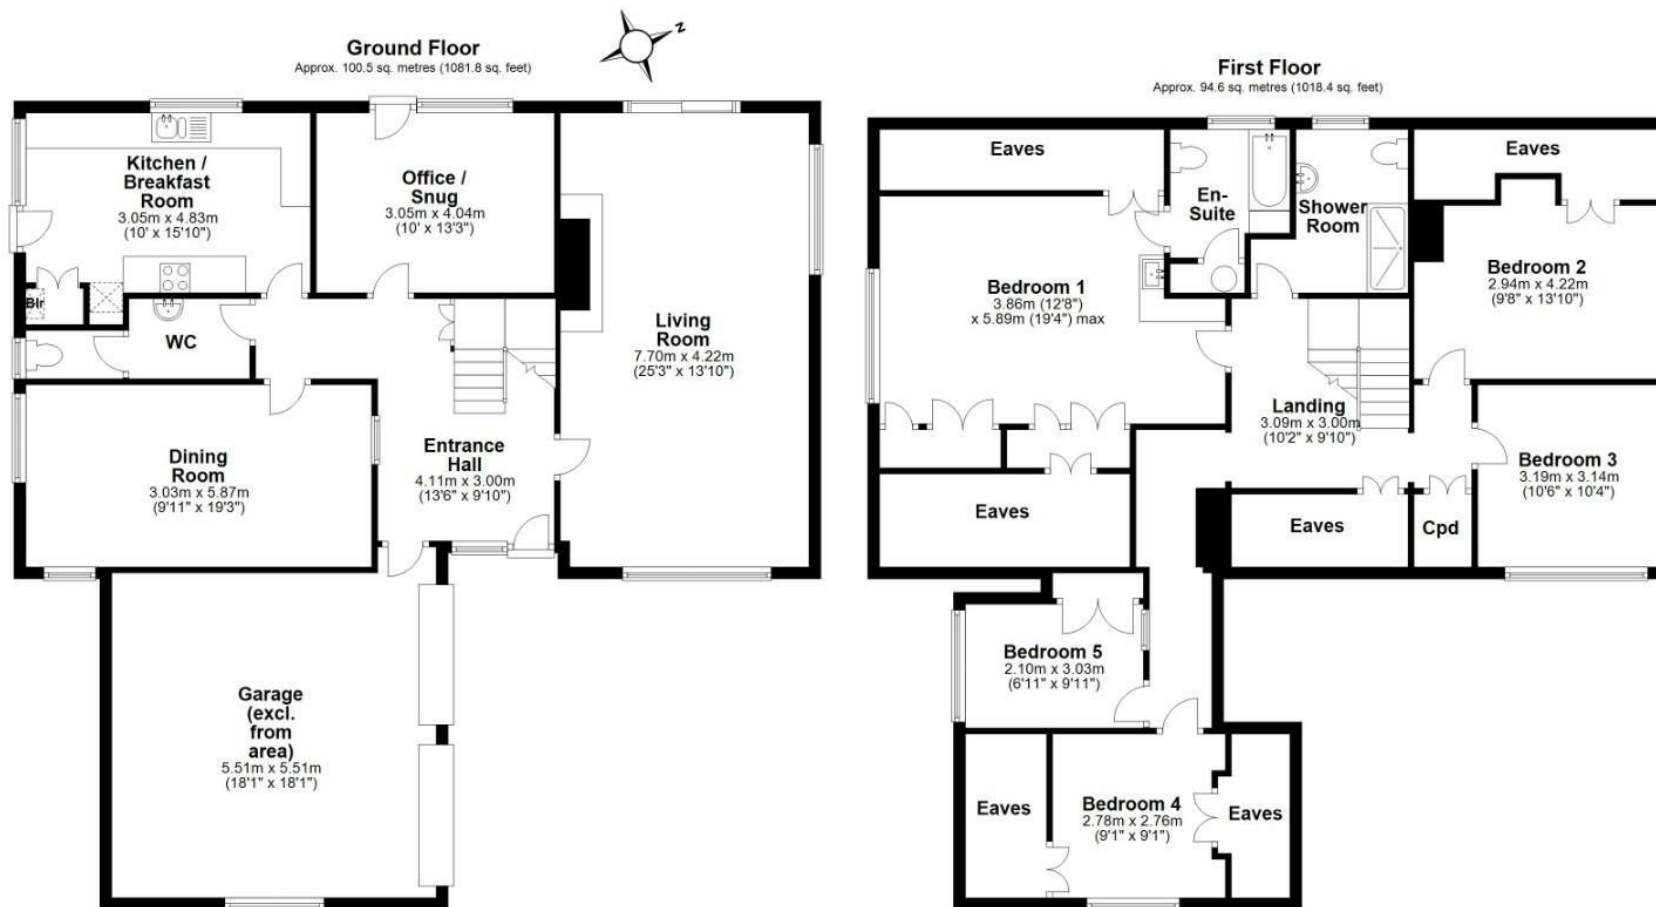 Ground Floor
Approx. 100.5 sq. metres (1081.8 sq. feet)
N
Kitchen /
Breakfast
Room
3.05m x 4.83m
(10' x 15'10")
Office /
Snug
3.05m x 4.04m
(10' x 13'3")
Blr
WC
Living
Room
7.70m x 4.22m
(25'3" x 13'10")
Dining
Room
3.03m x 5.87m
(9'11" x 19'3")
Entrance
Hall
4.11m x 3.00m
(13'6" x 9'10")
Garage
(excl.
from
area)
5.51m x 5.51m
(18'1" x 18'1")
First Floor
Approx. 94.6 sq. metres (1018.4 sq. feet)
Eaves
En-
Suite
Shower
Room
Eaves
Bedroom 1
3.86m (12'8")
x 5.89m (19'4") max
Bedroom 2
2.94m x 4.22m
(9'8" x 13'10")
Landing
3.09m x 3.00m
(10'2" x 9'10")
Bedroom 3
3.19m x 3.14m
(10'6" x 10'4")
Eaves
Eaves
Cpd
Bedroom 5
2.10m x 3.03m
(6'11" x 9'11")
Eaves
Bedroom 4
2.78m x 2.76m
(9'1" x 9'1")
Eaves